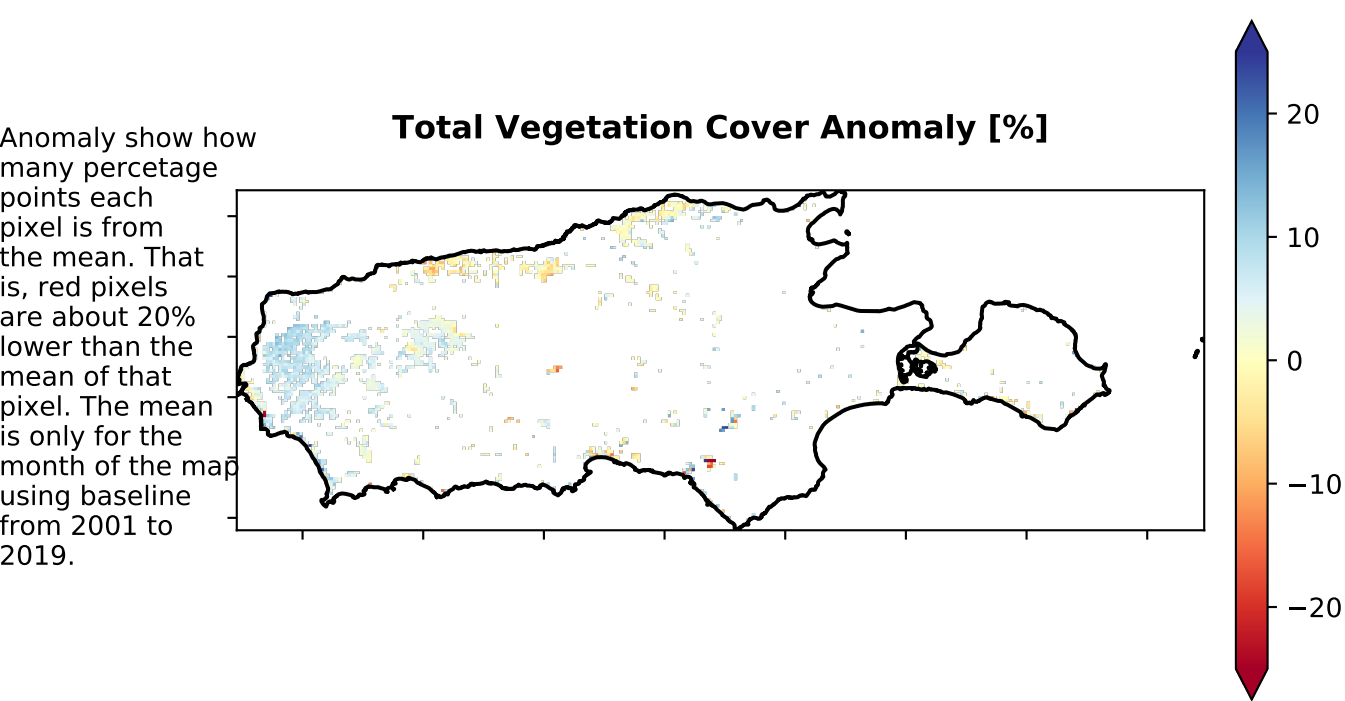 Total Vegetation Cover Anomaly [%]
Anomaly show how
many percetage
points each
pixel is from
the mean. That
is, red pixels
are about 20%
lower than the
mean of that
pixel. The mean
is only for the
month of the map
using baseline
from 2001 to
2019.
20
10
0
−10
−20